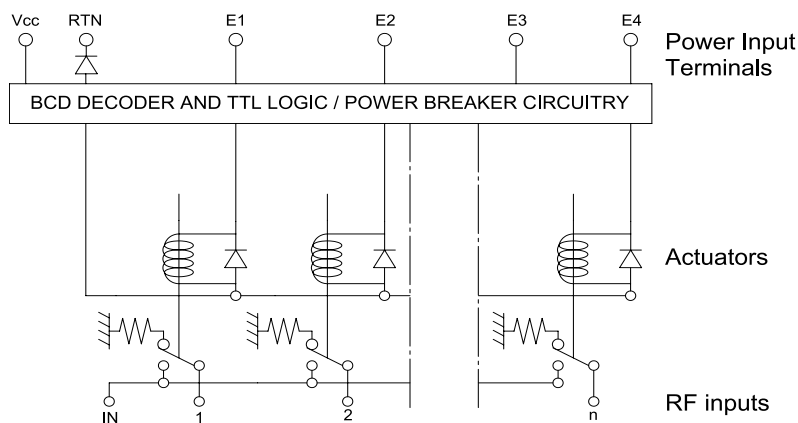 Vcc RTN E1 E2 E3 E4 Power Input
Terminals
BCD DECODER AND TTL LOGIC / POWER BREAKER CIRCUITRY
Actuators
IN 1 2 n RF inputs